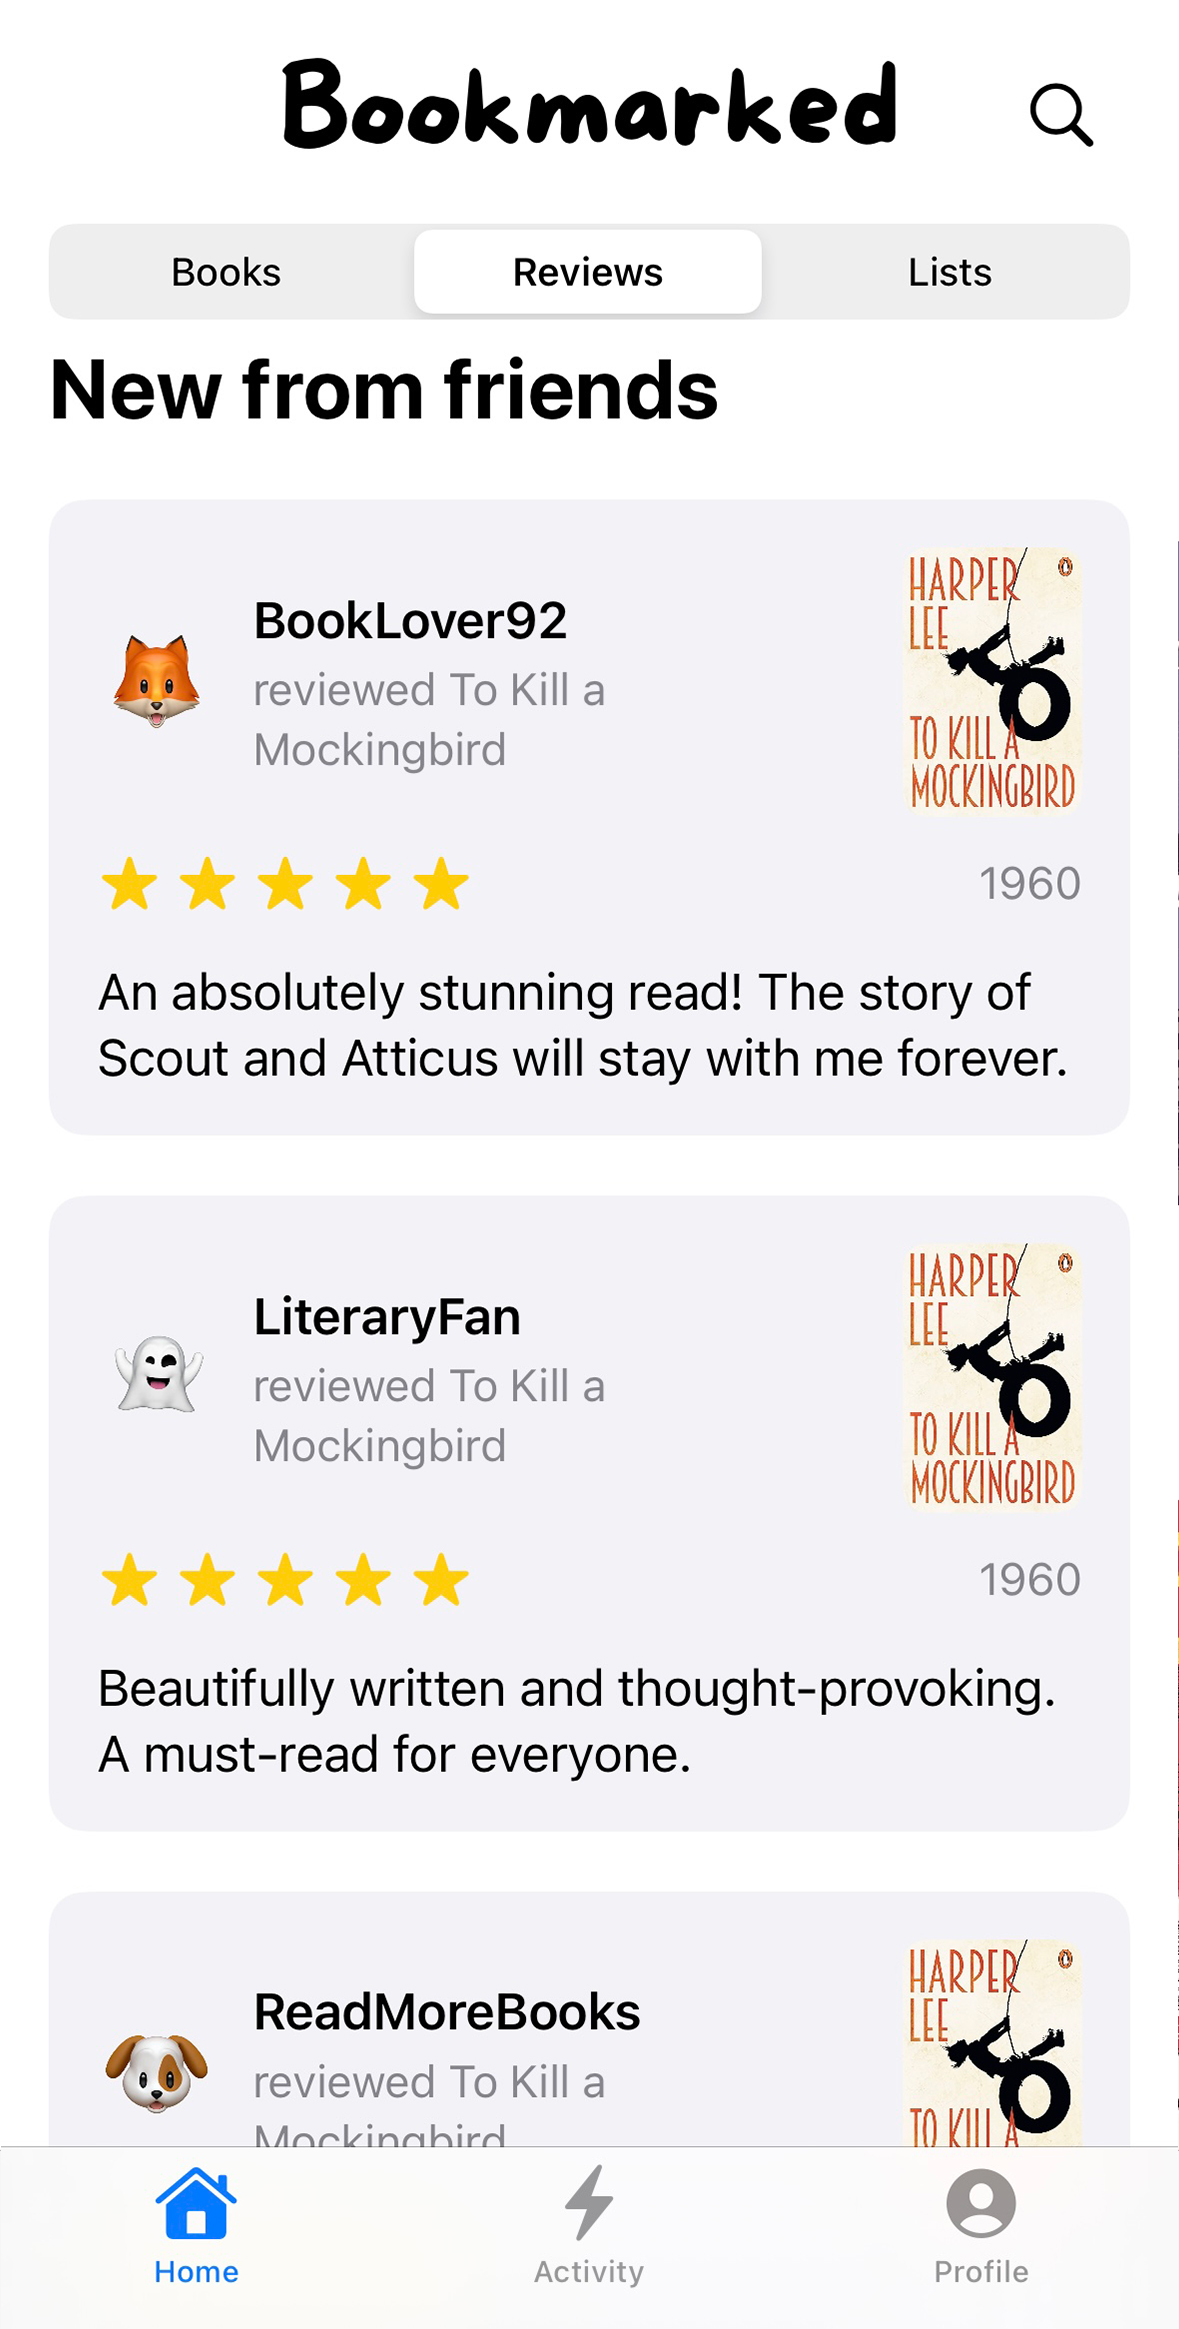 Bookmarked
Books
Reviews
Lists
New from friends
BookLover92
reviewed To Kill a
Mockingbird
HARPER
LEE
TO KILL A
MOCKINGBIRD
1960
An absolutely stunning read! The story of
Scout and Atticus will stay with me forever.
LiteraryFan
reviewed To Kill a
Mockingbird
HARPER
LEE
TO KILL A
MOCKINGBIRD
1960
Beautifully written and thought-provoking.
A must-read for everyone.
ReadMoreBooks
reviewed To Kill a
Mockingbird
HARPER
LEE
TO KILL A
Home
Activity
Profile